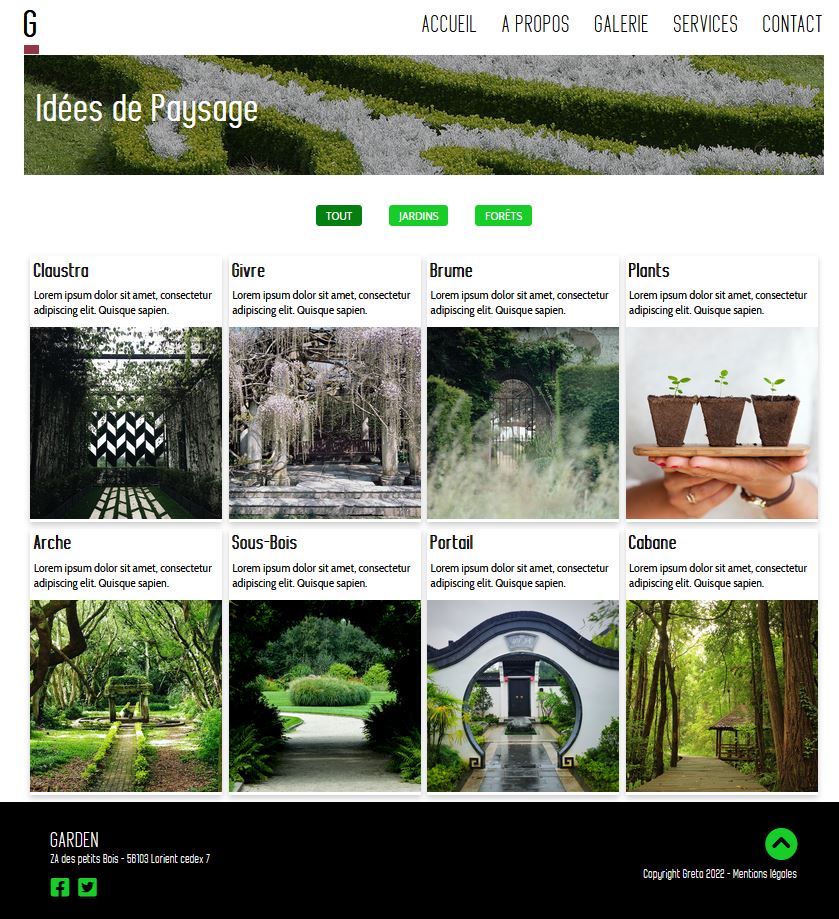 G
ACCUEIL A PROPOS GALERIE SERVICES CONTACT
Idées de Paysage
TOUT JARDINS FORÊTS
Claustra
Lorem ipsum dolor sit amet, consectetur
adipiscing elit. Quisque sapien.
Givre
Lorem ipsum dolor sit amet, consectetur
adipiscing elit. Quisque sapien.
Brume
Lorem ipsum dolor sit amet, consectetur
adipiscing elit. Quisque sapien.
Plants
Lorem ipsum dolor sit amet, consectetur
adipiscing elit. Quisque sapien.
Arche
Lorem ipsum dolor sit amet, consectetur
adipiscing elit. Quisque sapien.
Sous-Bois
Lorem ipsum dolor sit amet, consectetur
adipiscing elit. Quisque sapien.
Portail
Lorem ipsum dolor sit amet, consectetur
adipiscing elit. Quisque sapien.
Cabane
Lorem ipsum dolor sit amet, consectetur
adipiscing elit. Quisque sapien.
GARDEN
ZA des petits Bois - 56103 Lorient cedex 7
Copyright Greta 2022 - Mentions légales